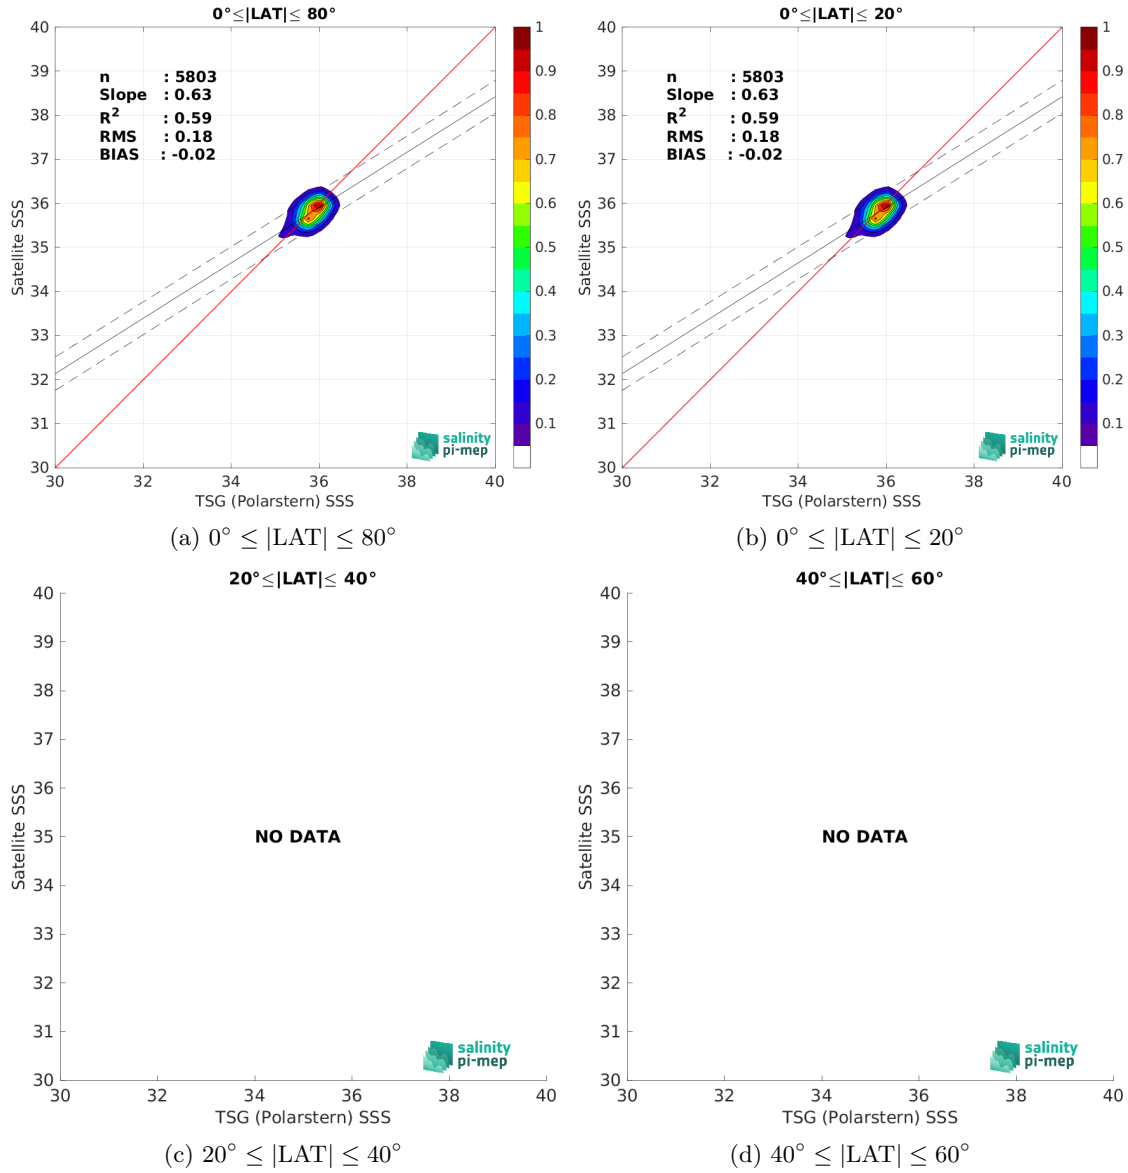 0°≤|LAT|≤ 80°
40
39
38
37
36
35
34
33
32
31
30
Satellite SSS
n : 5803
Slope : 0.63
R² : 0.59
RMS : 0.18
BIAS : -0.02
salinity
pi-mep
30 32 34 36 38 40
TSG (Polarstern) SSS
1
0.9
0.8
0.7
0.6
0.5
0.4
0.3
0.2
0.1
(a) 0° ≤ |LAT| ≤ 80°
0°≤|LAT|≤ 20°
40
39
38
37
36
35
34
33
32
31
30
Satellite SSS
n : 5803
Slope : 0.63
R² : 0.59
RMS : 0.18
BIAS : -0.02
salinity
pi-mep
30 32 34 36 38 40
TSG (Polarstern) SSS
1
0.9
0.8
0.7
0.6
0.5
0.4
0.3
0.2
0.1
(b) 0° ≤ |LAT| ≤ 20°
20°≤|LAT|≤ 40°
40
39
38
37
36
35
34
33
32
31
30
Satellite SSS
NO DATA
salinity
pi-mep
30 32 34 36 38 40
TSG (Polarstern) SSS
(c) 20° ≤ |LAT| ≤ 40°
40°≤|LAT|≤ 60°
40
39
38
37
36
35
34
33
32
31
30
Satellite SSS
NO DATA
salinity
pi-mep
30 32 34 36 38 40
TSG (Polarstern) SSS
(d) 40° ≤ |LAT| ≤ 60°